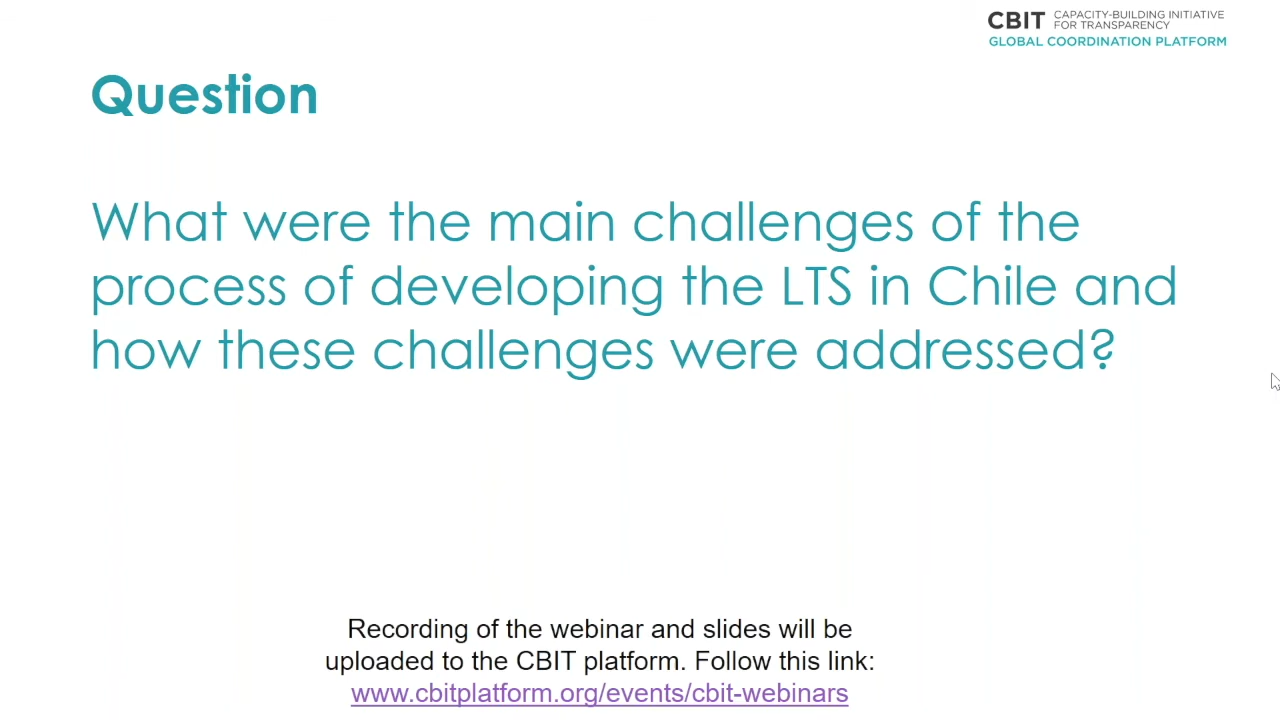 CBIT CAPACITY-BUILDING INITIATIVE
FOR TRANSPARENCY
GLOBAL COORDINATION PLATFORM
Question
What were the main challenges of the
process of developing the LTS in Chile and
how these challenges were addressed?
Recording of the webinar and slides will be
uploaded to the CBIT platform. Follow this link:
www.cbitplatform.org/events/cbit-webinars